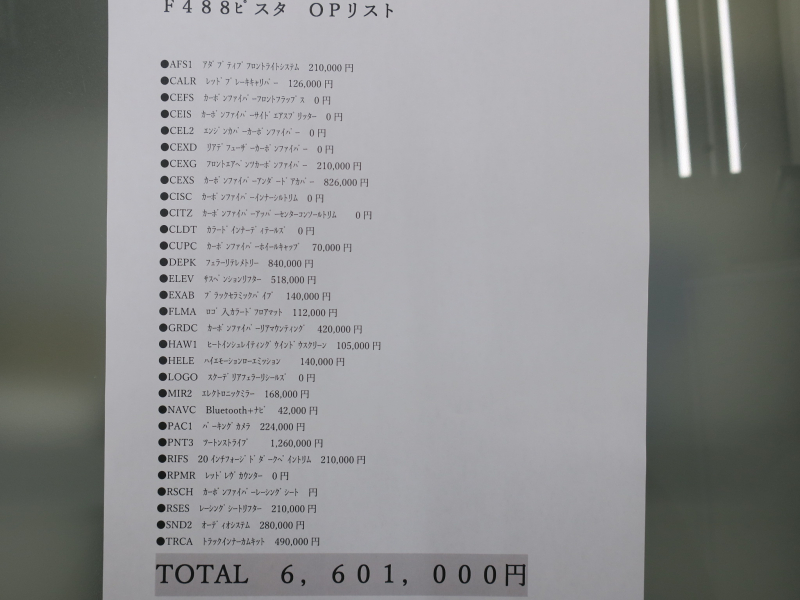 Ｆ４８８ﾋﾟスタ　ＯＰリスト
●AFS1 ｱﾀﾞﾌﾟﾃｨﾌﾞﾌﾛﾝﾄﾗｲﾄｼｽﾃﾑ 210,000円
●CALR ﾚｯﾄﾞﾌﾞﾚｰｷｷｬﾘﾊﾟｰ 126,000円
●CEFS ｶｰﾎﾞﾝﾌｧｲﾊﾞｰﾌﾛﾝﾄﾌﾗｯﾌﾟｽ 0円
●CEIS ｶｰﾎﾞﾝﾌｧｲﾊﾞｰｻｲﾄﾞｴｱｽﾌﾟﾘｯﾀｰ 0円
●CEL2 ｴﾝｼﾞﾝｶﾊﾞｰｶｰﾎﾞﾝﾌｧｲﾊﾞｰ 0円
●CEXD ﾘｱﾃﾞﾌｭｰｻﾞｰｶｰﾎﾞﾝﾌｧｲﾊﾞｰ 0円
●CEXG ﾌﾛﾝﾄｴｱﾍﾞﾝﾂｶｰﾎﾞﾝﾌｧｲﾊﾞｰ 210,000円
●CEXS ｶｰﾎﾞﾝﾌｧｲﾊﾞｰｱﾝﾀﾞｰﾄﾞｱｶﾊﾞｰ 826,000円
●CISC ｶｰﾎﾞﾝﾌｧｲﾊﾞｰｲﾝﾅｰｼﾙﾄﾘﾑ 0円
●CITZ ｶｰﾎﾞﾝﾌｧｲﾊﾞｰｱｯﾊﾟｰｾﾝﾀｰｺﾝｿｰﾙﾄﾘﾑ 0円
●CLDT ｶﾗｰﾄﾞｲﾝﾅｰﾃﾞｨﾃｰﾙｽﾞ 0円
●CUPC ｶｰﾎﾞﾝﾌｧｲﾊﾞｰﾎｲｰﾙｷｬｯﾌﾟ 70,000円
●DEPK ﾌｪﾗｰﾘﾃﾚﾒﾄﾘｰ 840,000円
●ELEV ｻｽﾍﾟﾝｼｮﾝﾘﾌﾀｰ 518,000円
●EXAB ﾌﾞﾗｯｸｾﾗﾐｯｸﾊﾟｲﾌﾟ 140,000円
●FLMA ﾛｺﾞ入ｶﾗｰﾄﾞﾌﾛｱﾏｯﾄ 112,000円
●GRDC ｶｰﾎﾞﾝﾌｧｲﾊﾞｰﾘｱﾏｳﾝﾃｨﾝｸﾞ 420,000円
●HAW1 ﾋｰﾄｲﾝｼｭﾚｲﾃｨﾝｸﾞｳｲﾝﾄﾞｳｽｸﾘｰﾝ 105,000円
●HELE ﾊｲｴﾓｰｼｮﾝﾛｰｴﾐｯｼｮﾝ 140,000円
●LOGO ｽｸｰﾃﾞﾘｱﾌｪﾗｰﾘｼｰﾙｽﾞ 0円
●MIR2 ｴﾚｸﾄﾛﾆｯｸﾐﾗｰ 168,000円
●NAVC Bluetooth+ﾅﾋﾞ 42,000円
●PAC1 ﾊﾟｰｷﾝｸﾞｶﾒﾗ 224,000円
●PNT3 ﾂｰﾄﾝｽﾄﾗｲﾌﾟ 1,260,000円
●RIFS 20ｲﾝﾁﾌｫｰｼﾞﾄﾞﾀﾞｰｸﾍﾟｲﾝﾄﾘﾑ 210,000円
●RPMR ﾚｯﾄﾞﾚｳﾞｶｳﾝﾀｰ 0円
●RSCH ｶｰﾎﾞﾝﾌｧｲﾊﾞｰﾚｰｼﾝｸﾞｼｰﾄ 円
●RSES ﾚｰｼﾝｸﾞｼｰﾄﾘﾌﾀｰ 210,000円
●SND2 ｵｰﾃﾞｨｵｼｽﾃﾑ 280,000円
●TRCA ﾄﾗｯｸｲﾝﾅｰｶﾑｷｯﾄ 490,000円
TOTAL　６，６０１，０００円